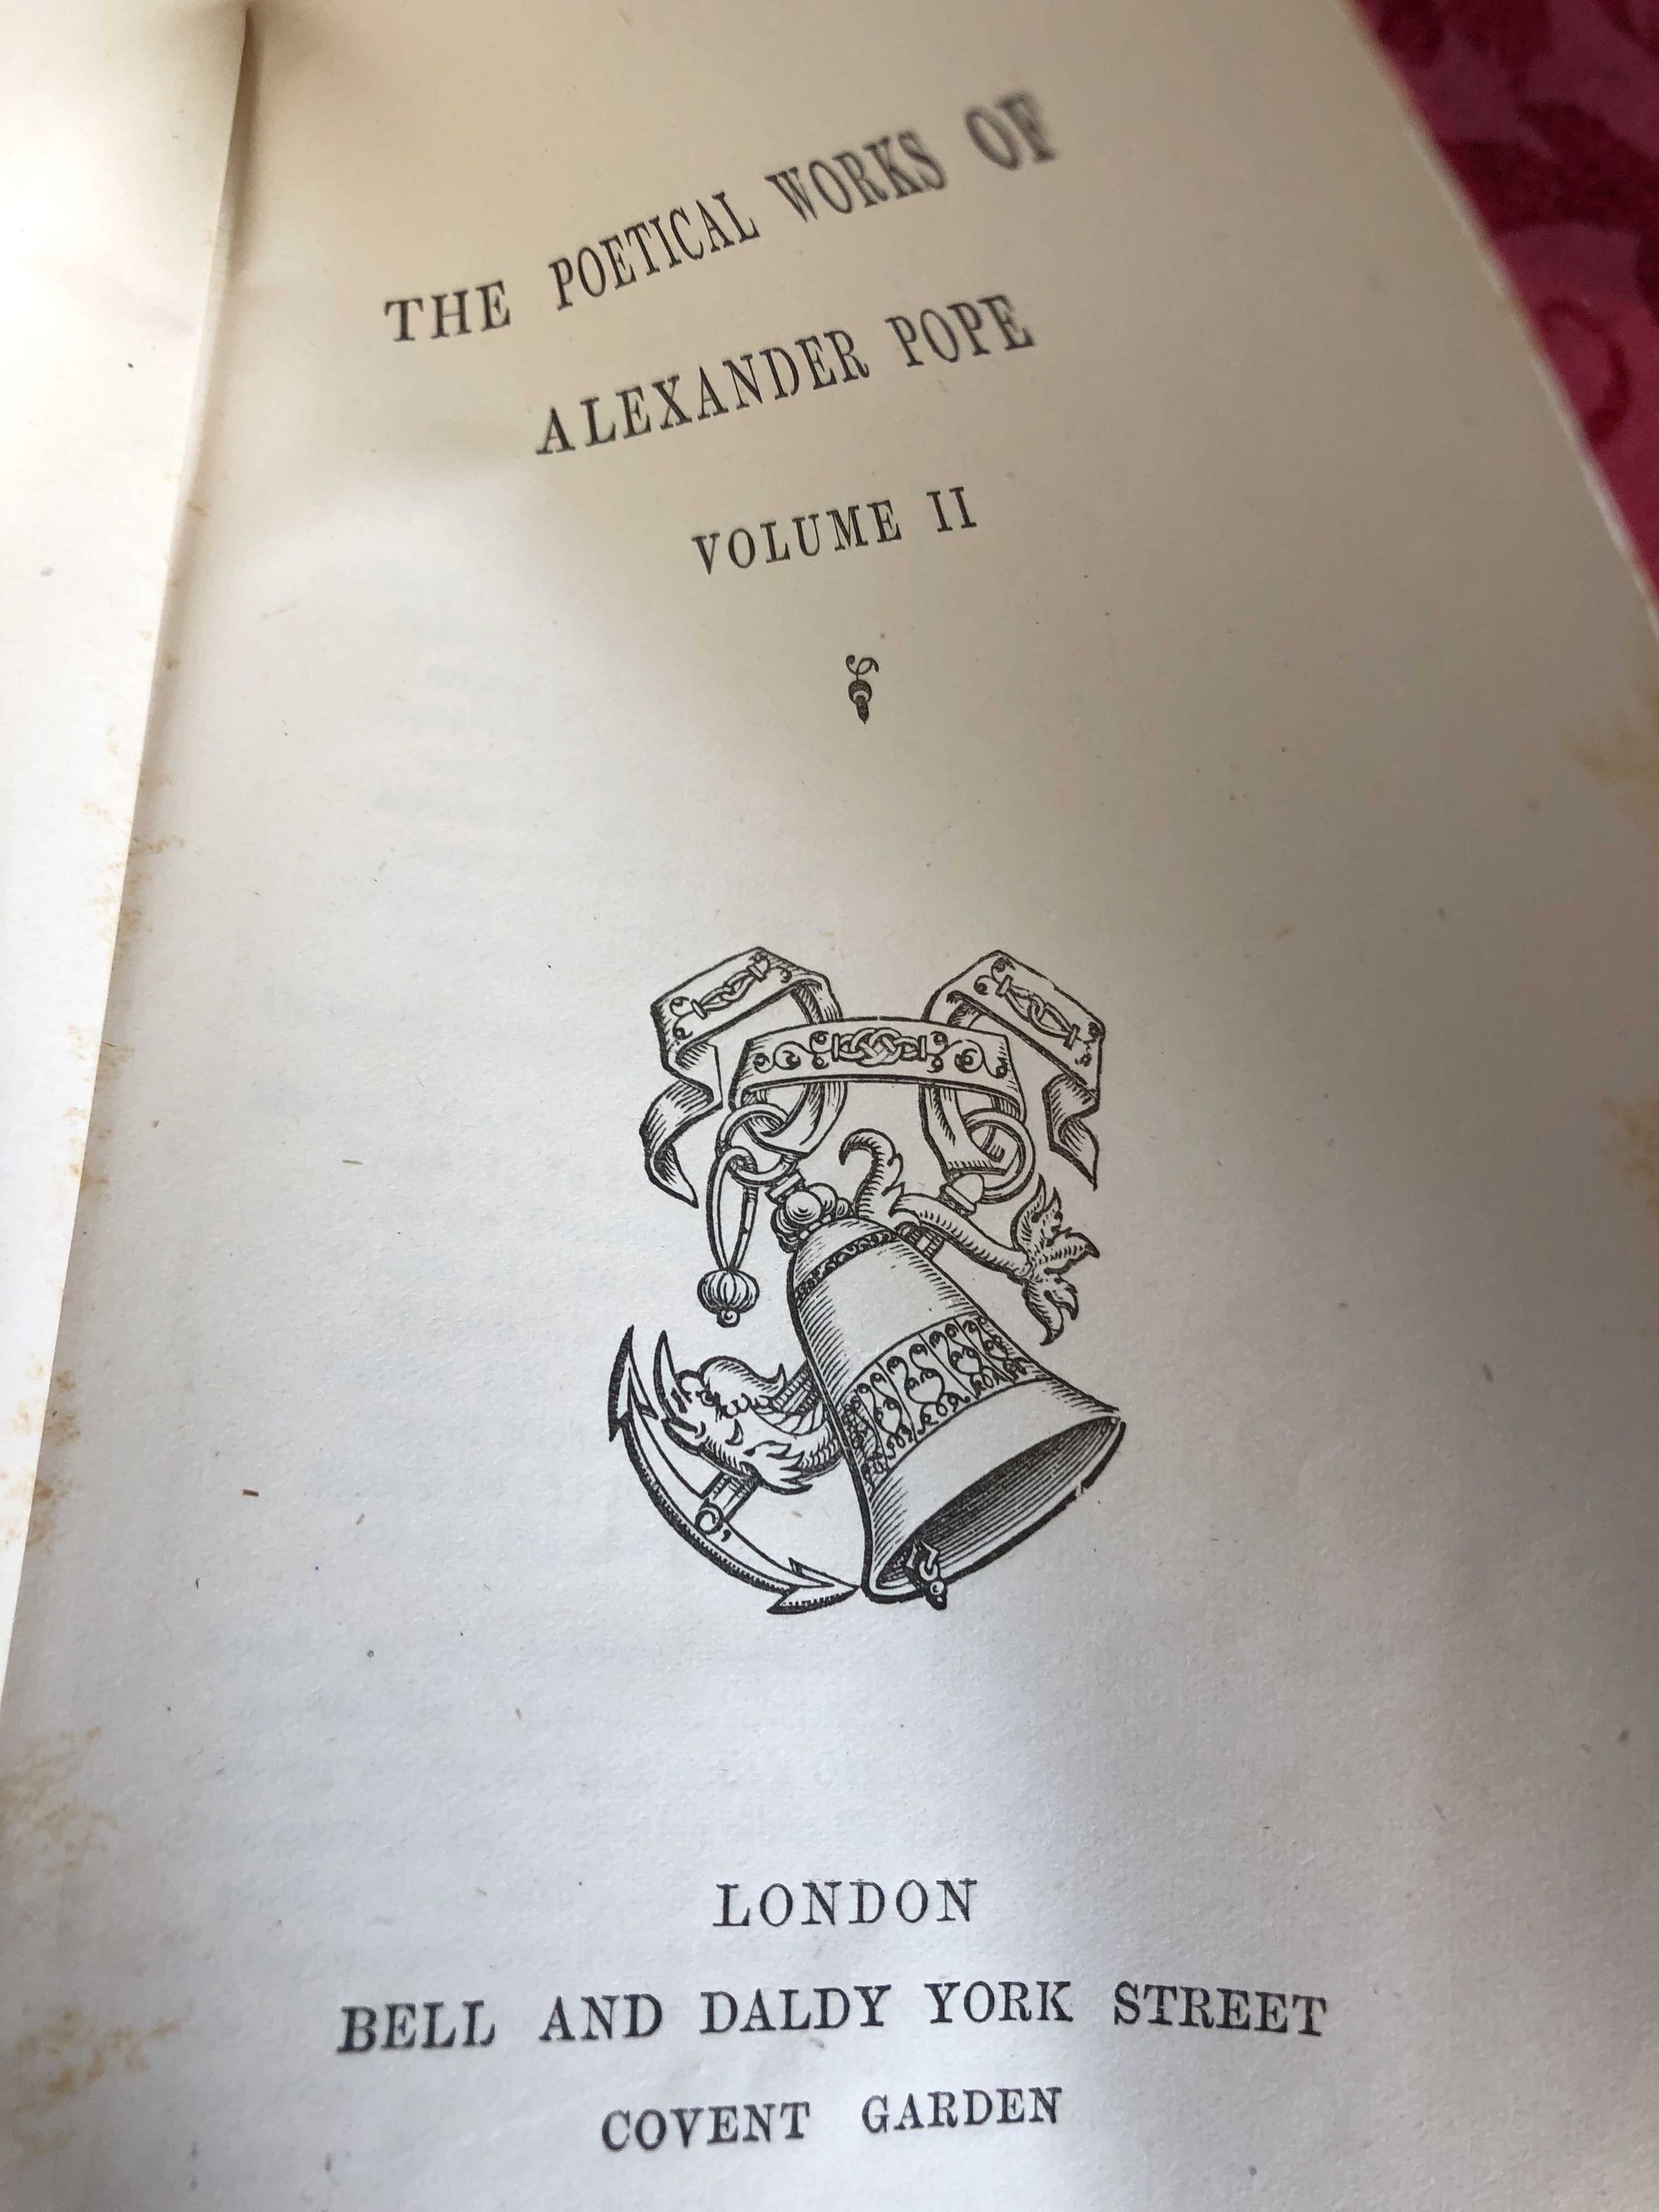 THE POETICAL WORKS OF
ALEXANDER POPE
VOLUME II
LONDON
BELL AND DALDY YORK STREET
COVENT GARDEN